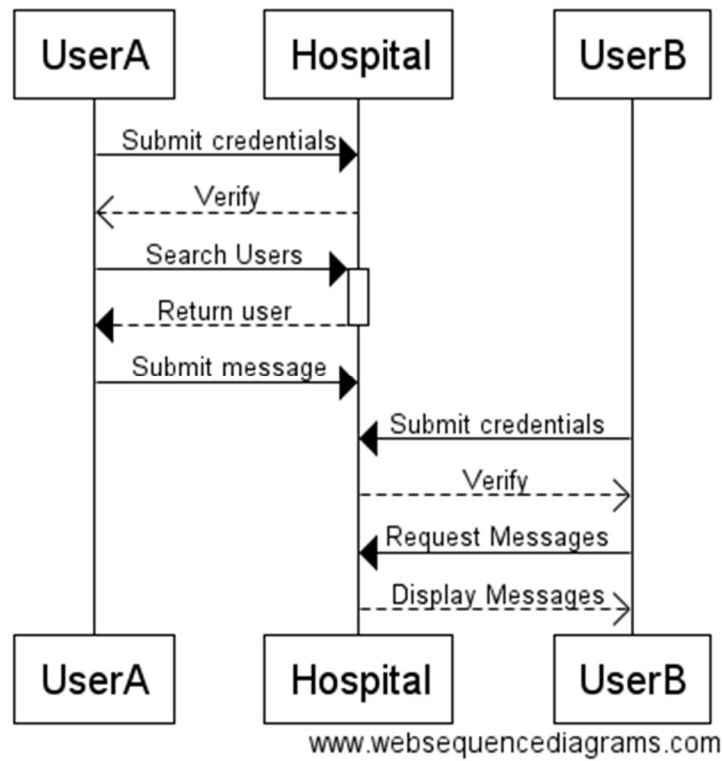 UserA Hospital UserB
Submit credentials
Verify
Search Users
Return user
Submit message
Submit credentials
Verify
Request Messages
Display Messages
UserA Hospital UserB
www.websequencediagrams.com